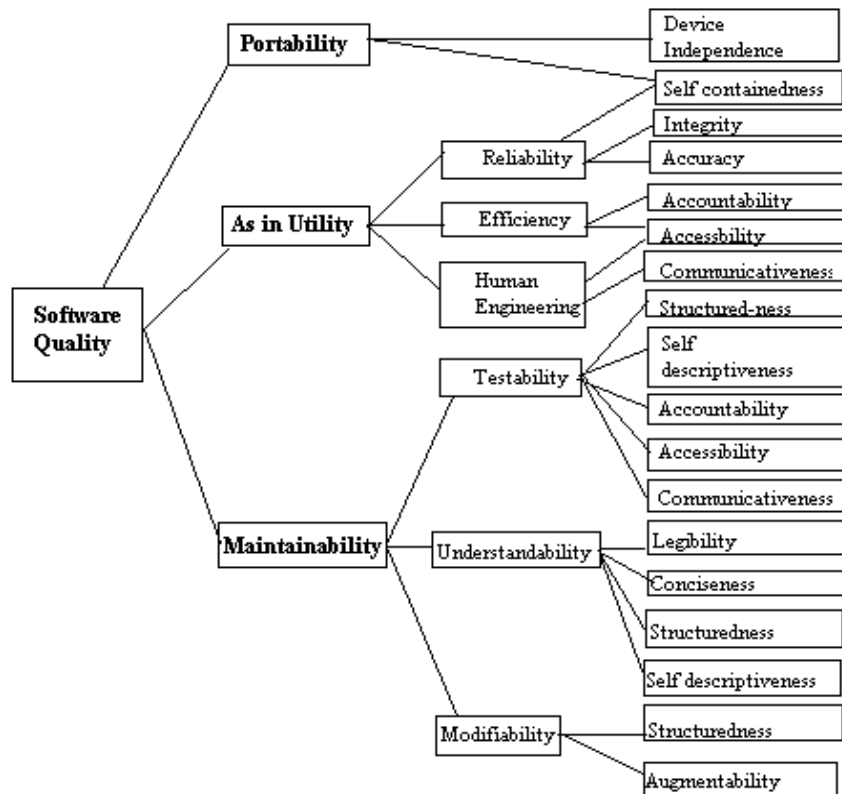 Portability
Device
Independence
Self containedness
Integrity
Reliability
Accuracy
As in Utility
Efficiency
Accountability
Accessbility
Human
Engineering
Communicativeness
Software
Quality
Structured-ness
Testability
Self
descriptiveness
Accountability
Accessibility
Communicativeness
Maintainability
Understandability
Legibility
Conciseness
Structuredness
Self descriptiveness
Modifiability
Structuredness
Augmentability